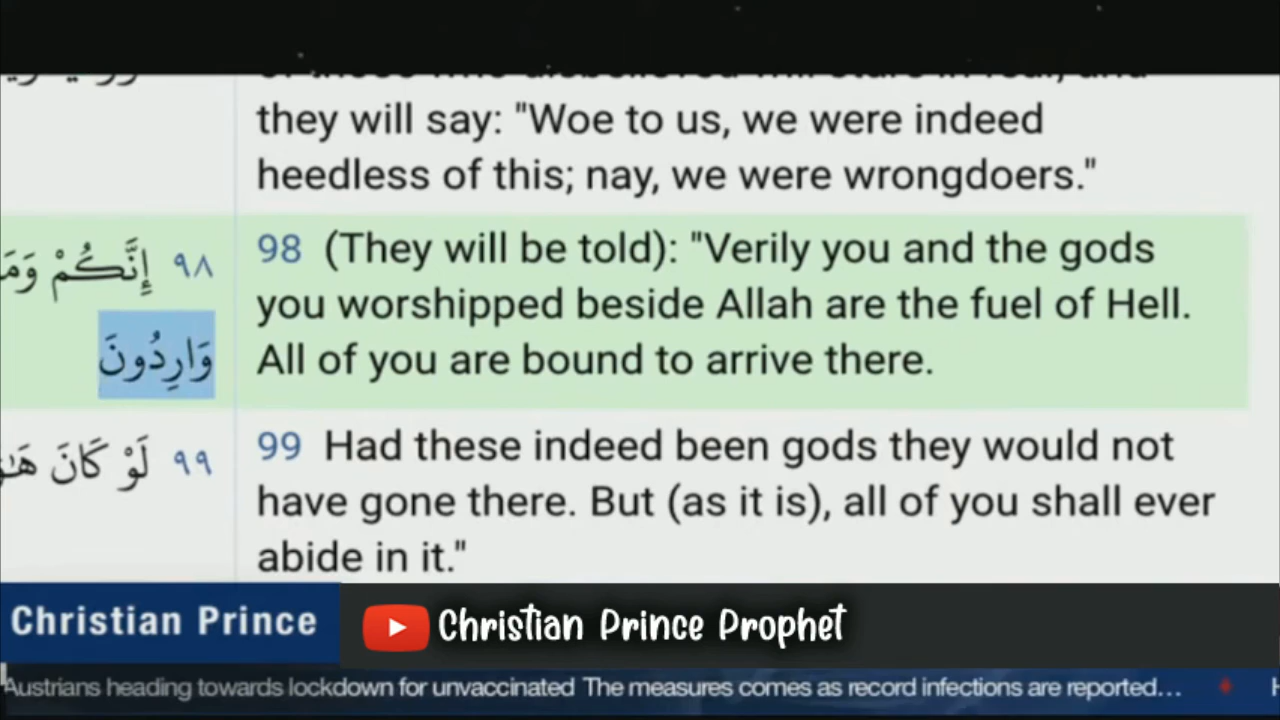 they will say: "Woe to us, we were indeed
heedless of this; nay, we were wrongdoers."
٩٨ إِنَّكُمْ
98 (They will be told): "Verily you and the gods
you worshipped beside Allah are the fuel of Hell.
وَارِدُونَ
All of you are bound to arrive there.
٩٩ لَوْ كَانَ
99 Had these indeed been gods they would not
have gone there. But (as it is), all of you shall ever
abide in it."
Christian Prince
Christian Prince Prophet
Austrians heading towards lockdown for unvaccinated The measures comes as record infections are reported...